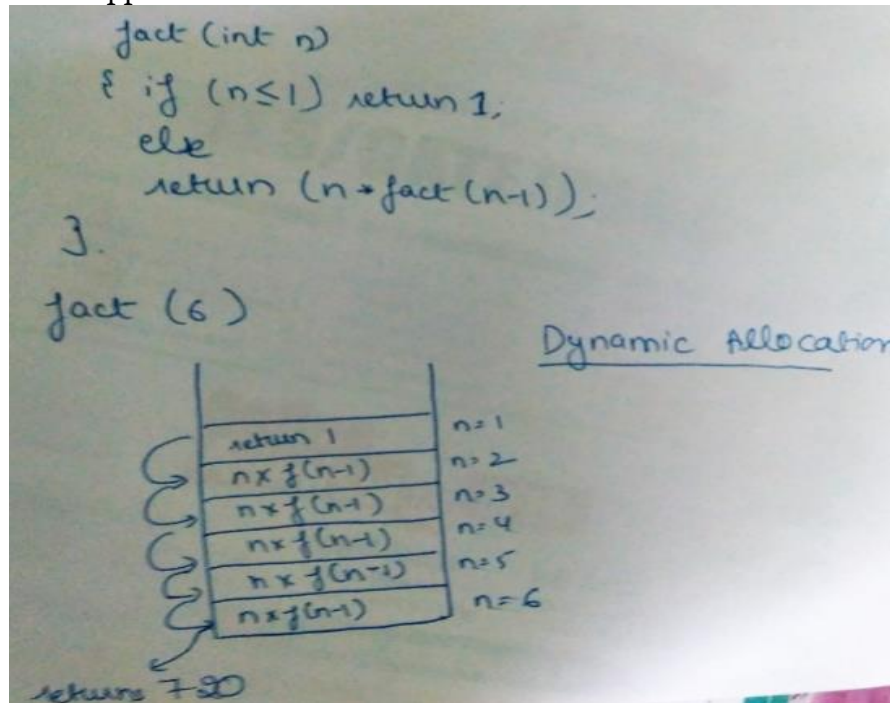 fact (int n)
{ if (n≤1) return 1;
else
return (n * fact (n-1));
}.
fact (6)
Dynamic Allocation
return 1 n=1
n x f(n-1) n=2
n x f(n-1) n=3
n x f(n-1) n=4
n x f(n-1) n=5
n x f(n-1) n=6
returns 720